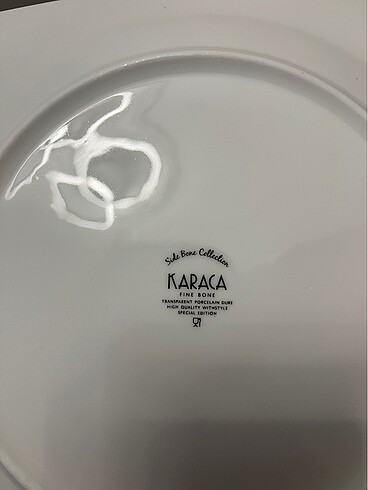 Side Bone Collection
KARACA
FINE BONE
TRANSPARENT PORCELAIN DURE
HIGH QUALITY WITHSTYLE
SPECIAL EDITION